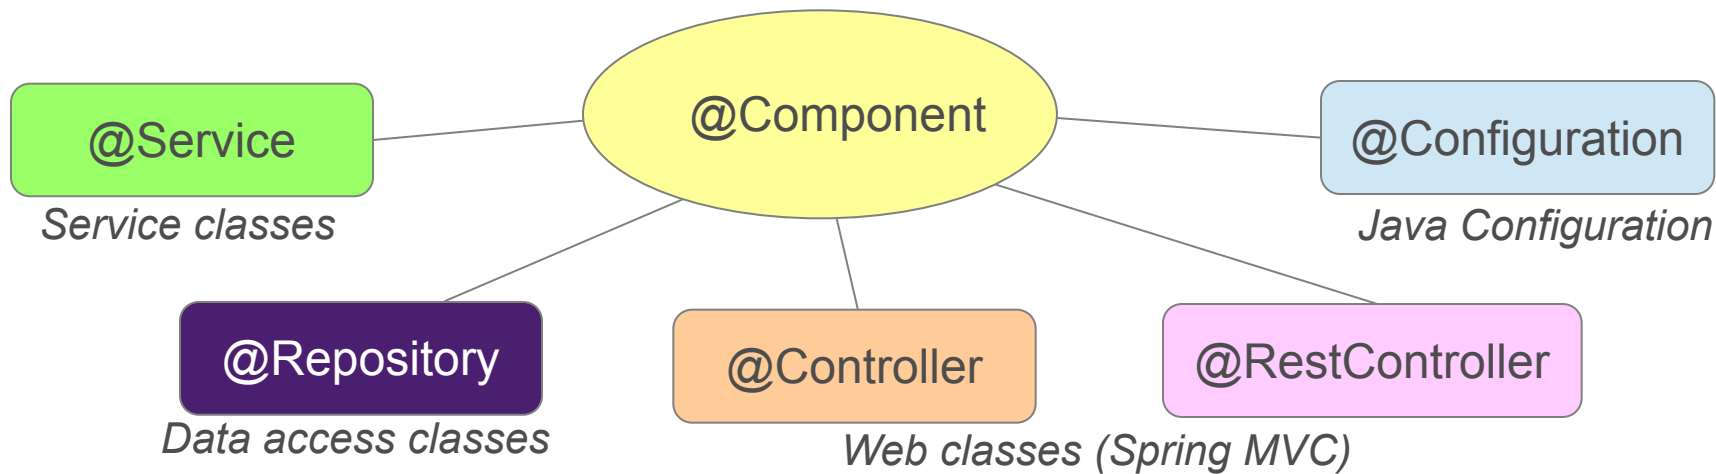 @Component
@Service
Service classes
@Configuration
Java Configuration
@Repository
Data access classes
@Controller
@RestController
Web classes (Spring MVC)